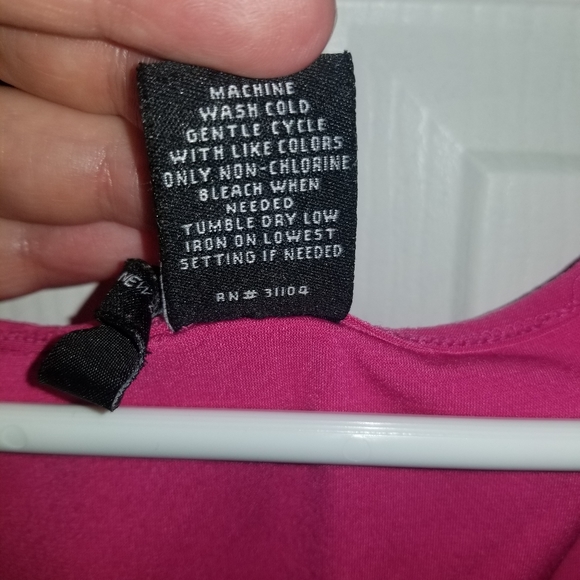 MACHINE
WASH COLD
GENTLE CYCLE
WITH LIKE COLORS
ONLY NON-CHLORINE
BLEACH WHEN
NEEDED
TUMBLE DRY LOW
IRON ON LOWEST
SETTING IF NEEDED
RN# 31104
NEW